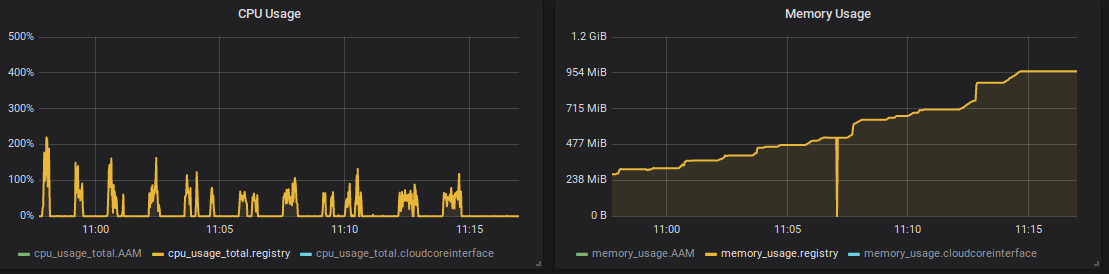 CPU Usage
500%
400%
300%
200%
100%
0%
11:00 11:05 11:10 11:15
cpu_usage_total.AAM cpu_usage_total.registry cpu_usage_total.cloudcoreinterface
Memory Usage
1.2 GiB
954 MiB
715 MiB
477 MiB
238 MiB
0 B
11:00 11:05 11:10 11:15
memory_usage.AAM memory_usage.registry memory_usage.cloudcoreinterface